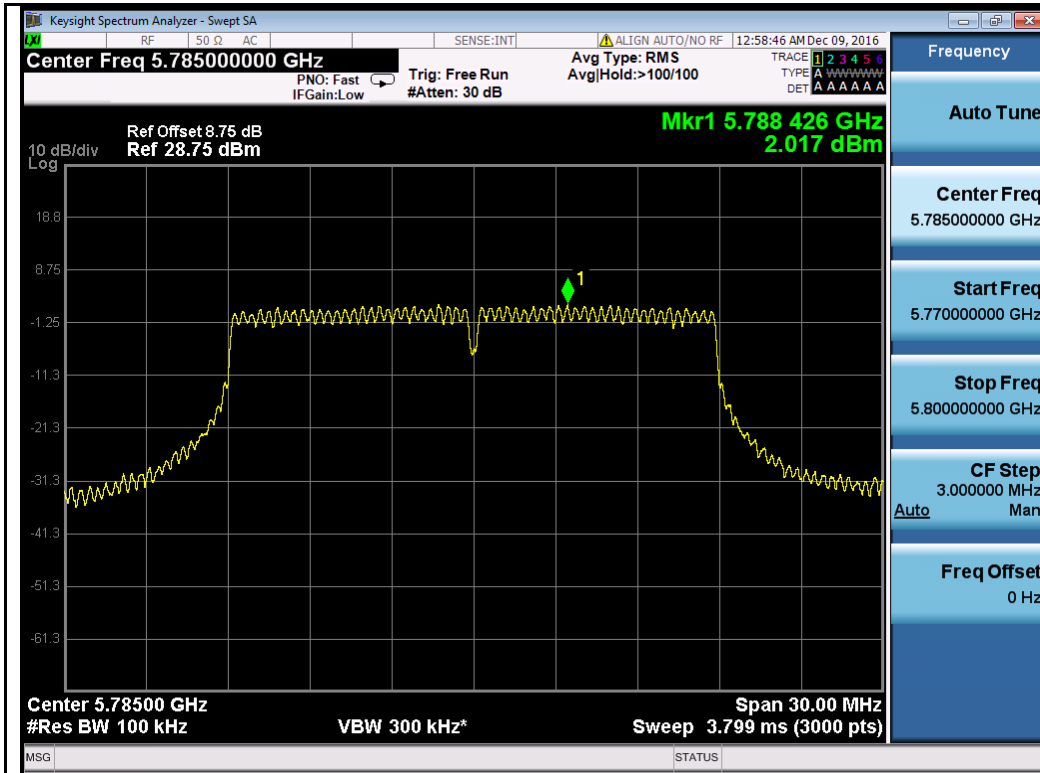 Keysight Spectrum Analyzer - Swept SA
LXI RF 50 Ω AC SENSE:INT ALIGN AUTO/NO RF 12:58:46 AM Dec 09, 2016
Center Freq 5.785000000 GHz
PNO: Fast
IFGain:Low
Trig: Free Run
#Atten: 30 dB
Avg Type: RMS
Avg|Hold:>100/100
TRACE 1 2 3 4 5 6
TYPE A WWWWW
DET A A A A A A
Mkr1 5.788 426 GHz
2.017 dBm
Ref Offset 8.75 dB
10 dB/div Ref 28.75 dBm
Log
18.8
8.75
1
-1.25
-11.3
-21.3
-31.3
-41.3
-51.3
-61.3
Center 5.78500 GHz Span 30.00 MHz
#Res BW 100 kHz VBW 300 kHz* Sweep 3.799 ms (3000 pts)
MSG STATUS
Frequency
Auto Tune
Center Freq
5.785000000 GHz
Start Freq
5.770000000 GHz
Stop Freq
5.800000000 GHz
CF Step
3.000000 MHz
Auto Man
Freq Offset
0 Hz